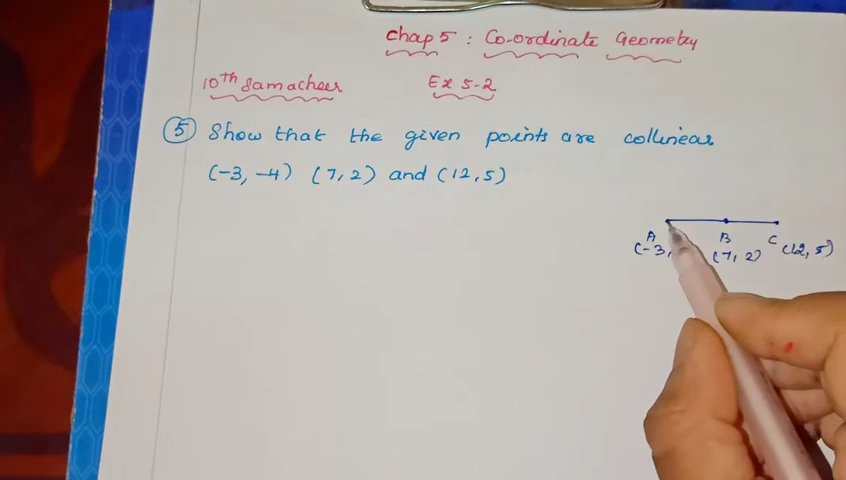 Chap 5 : Co-ordinate Geometry
10th Samacheer Ex 5-2
⑤ Show that the given points are collinear
(-3, -4) (7, 2) and (12, 5)
A B C
(-3, (7, 2) (12, 5)